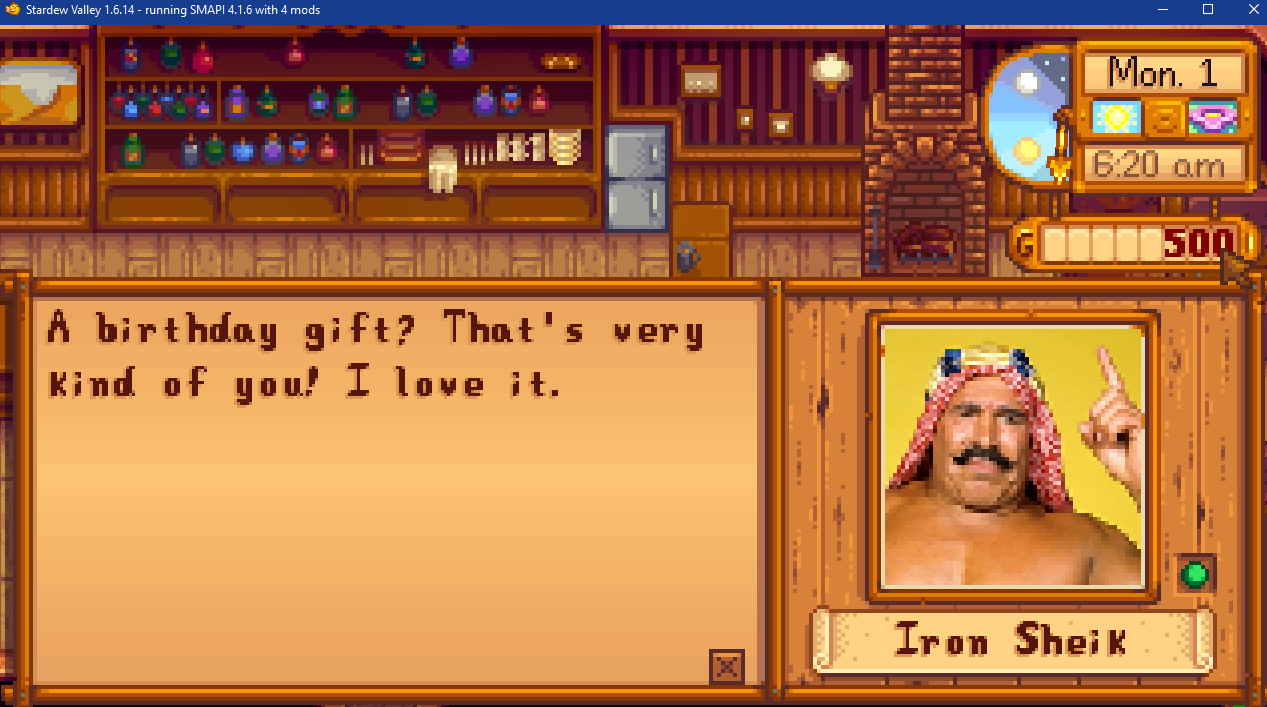 Stardew Valley 1.6.14 - running SMAPI 4.1.6 with 4 mods
Mon. 1
6:20 am
500
A birthday gift? That's very
kind of you! I love it.
Iron Sheik